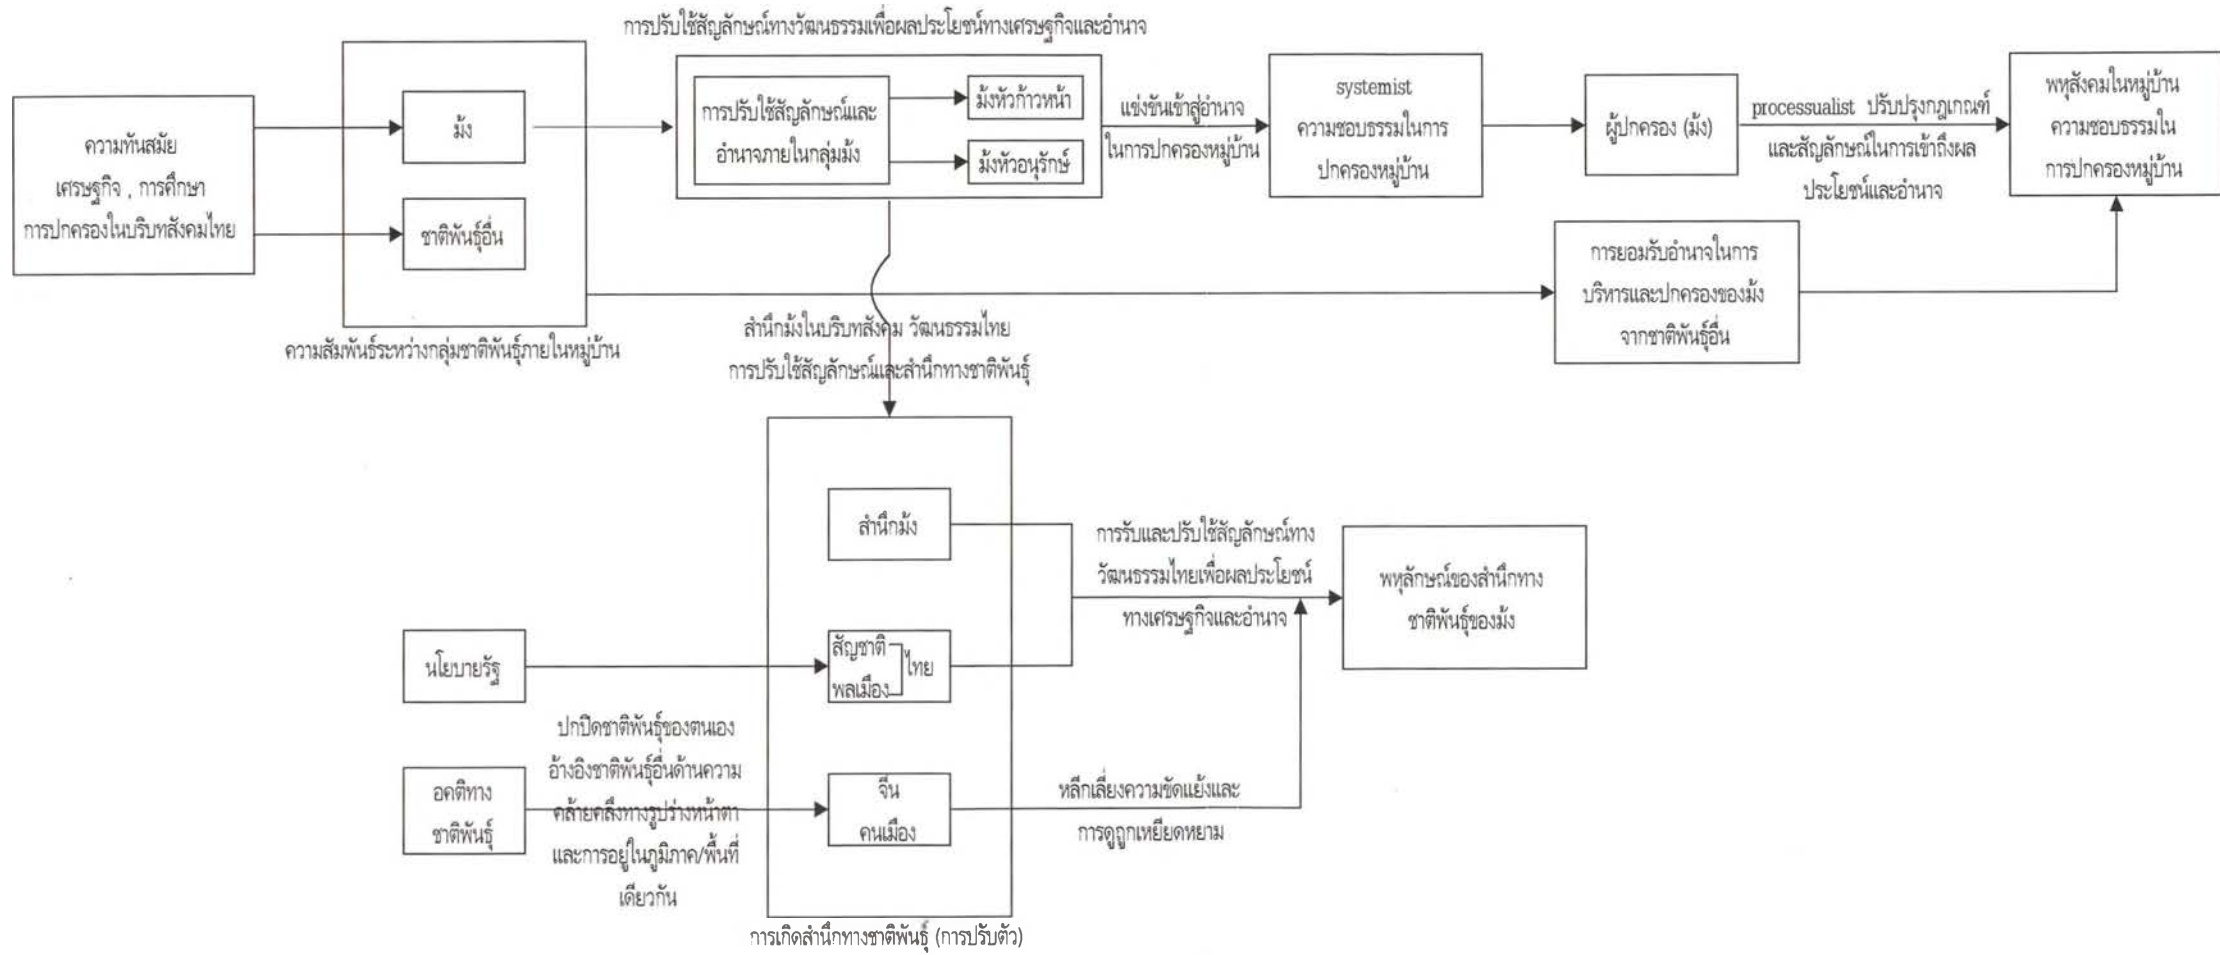 การปรับใช้สัญลักษณ์ทางวัฒนธรรมเพื่อผลประโยชน์ทางเศรษฐกิจและอำนาจ
ความทันสมัย
เศรษฐกิจ , การศึกษา
การปกครองในบริบทสังคมไทย
ม้ง
ชาติพันธุ์อื่น
ความสัมพันธ์ระหว่างกลุ่มชาติพันธุ์ภายในหมู่บ้าน
การปรับใช้สัญลักษณ์และ
อำนาจภายในกลุ่มม้ง
ม้งหัวก้าวหน้า
ม้งหัวอนุรักษ์
แข่งขันเข้าสู่อำนาจ
ในการปกครองหมู่บ้าน
systemist
ความชอบธรรมในการ
ปกครองหมู่บ้าน
ผู้ปกครอง (ม้ง)
processualist ปรับปรุงกฎเกณฑ์
และสัญลักษณ์ในการเข้าถึงผล
ประโยชน์และอำนาจ
พหุสังคมในหมู่บ้าน
ความชอบธรรมใน
การปกครองหมู่บ้าน
การยอมรับอำนาจในการ
บริหารและปกครองของม้ง
จากชาติพันธุ์อื่น
สำนึกม้งในบริบทสังคม วัฒนธรรมไทย
การปรับใช้สัญลักษณ์และสำนึกทางชาติพันธุ์
สำนึกม้ง
การรับและปรับใช้สัญลักษณ์ทาง
วัฒนธรรมไทยเพื่อผลประโยชน์
ทางเศรษฐกิจและอำนาจ
พหุลักษณ์ของสำนึกทาง
ชาติพันธุ์ของม้ง
นโยบายรัฐ
สัญชาติ
ไทย
พลเมือง
อคติทาง
ชาติพันธุ์
ปกปิดชาติพันธุ์ของตนเอง
อ้างอิงชาติพันธุ์อื่นด้านความ
คล้ายคลึงทางรูปร่างหน้าตา
และการอยู่ในภูมิภาค/พื้นที่
เดียวกัน
จีน
คนเมือง
หลีกเลี่ยงความขัดแย้งและ
การดูถูกเหยียดหยาม
การเกิดสำนึกทางชาติพันธุ์ (การปรับตัว)